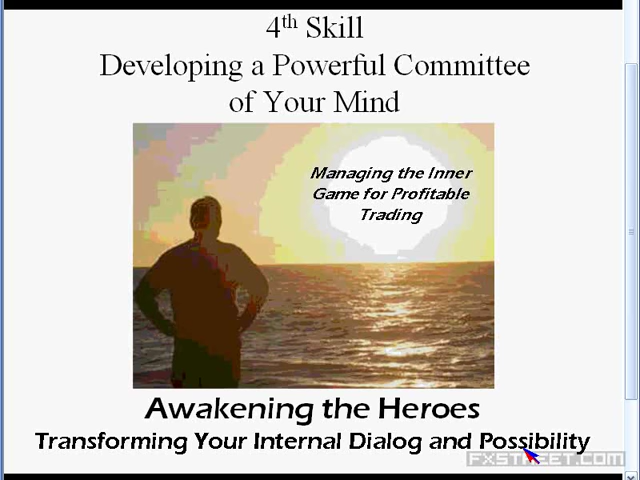 4th Skill
Developing a Powerful Committee
of Your Mind
Managing the Inner
Game for Profitable
Trading
Awakening the Heroes
Transforming Your Internal Dialog and Possibility
FXSTREET.COM